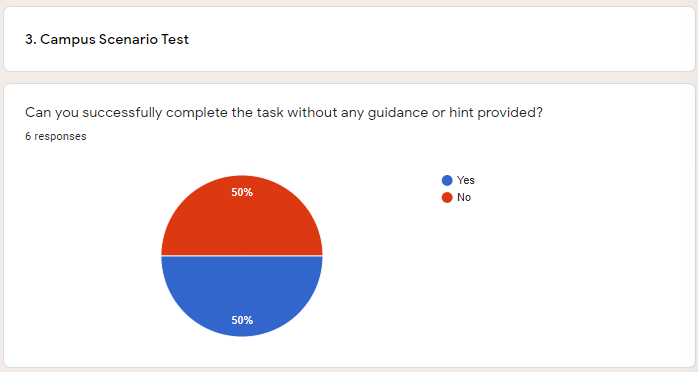 3. Campus Scenario Test
Can you successfully complete the task without any guidance or hint provided?
6 responses
50%
50%
Yes
No